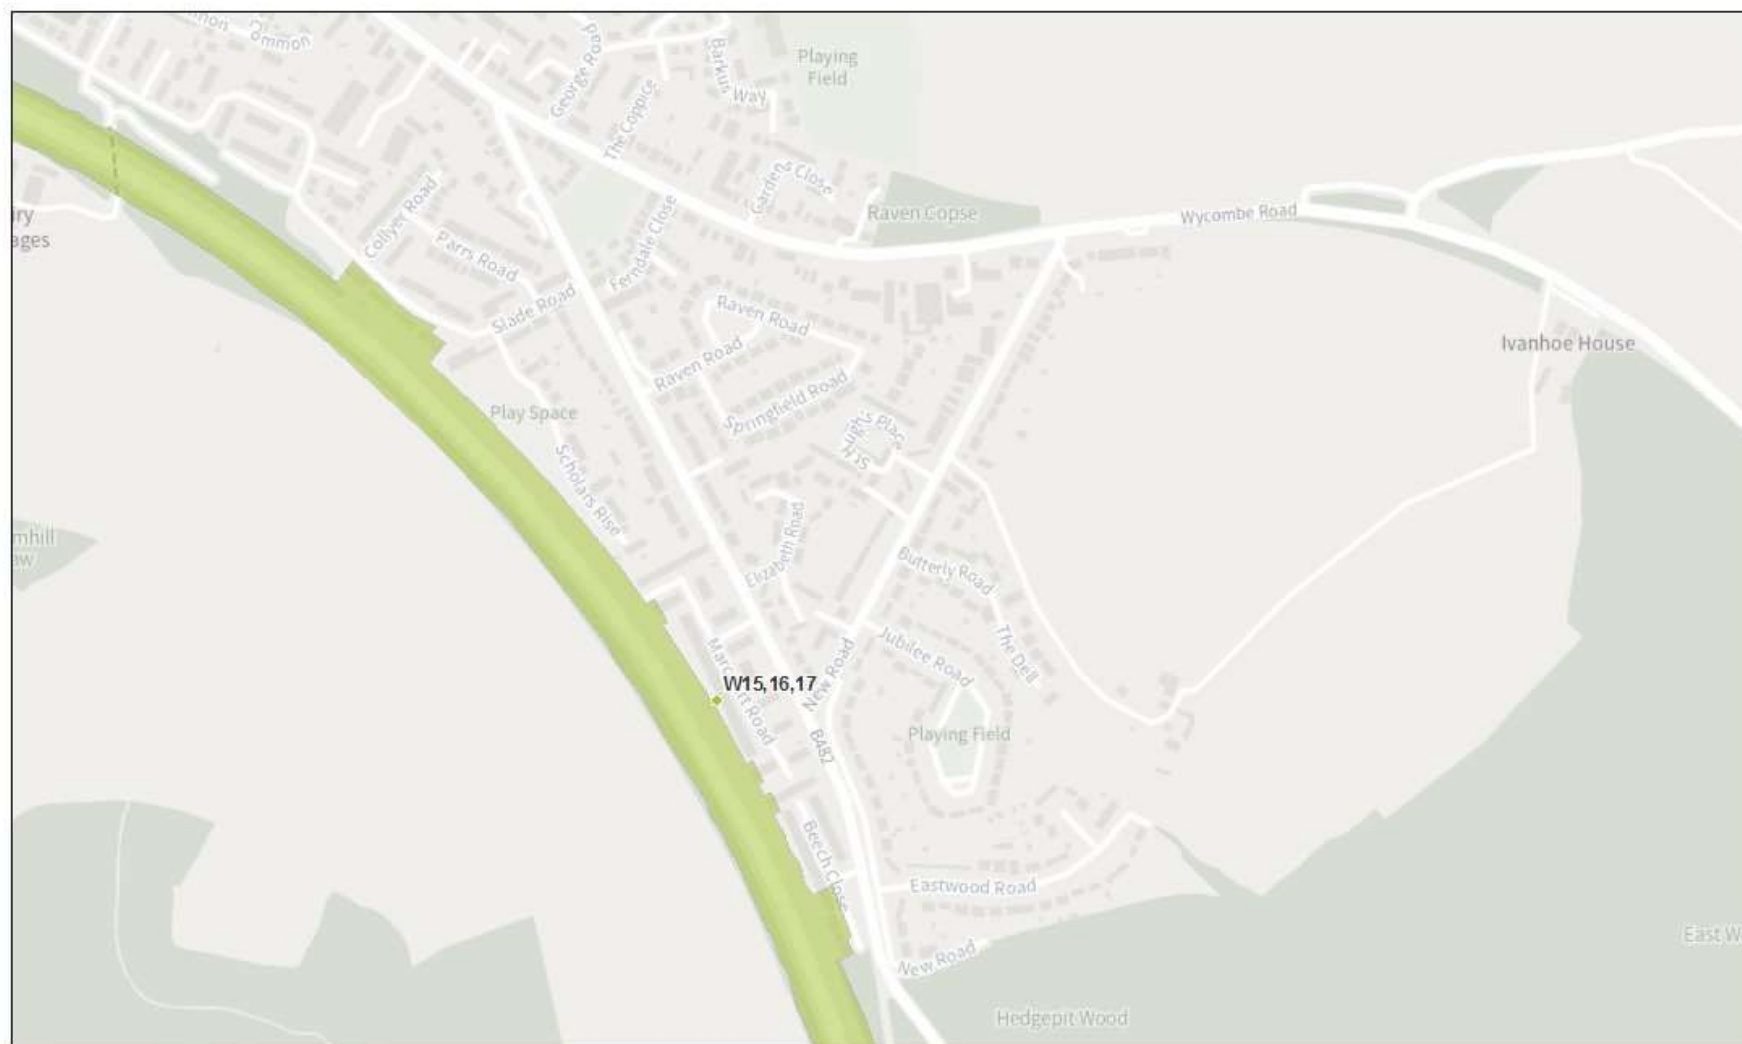 Common
George Road
Barkus Way
Playing
Field
The Coppice
Gardens Close
Raven Copse
Wycombe Road
Collyer Road
Parrs Road
Ferndale Close
Slade Road
Raven Road
Ivanhoe House
Raven Road
Springfield Road
Play Space
Scholars Rise
Elizabeth Road
Butterly Road
The Dell
Jubilee Road
New Road
W15,16,17
Playing Field
B482
Beech Close
Eastwood Road
East W
New Road
Hedgepit Wood